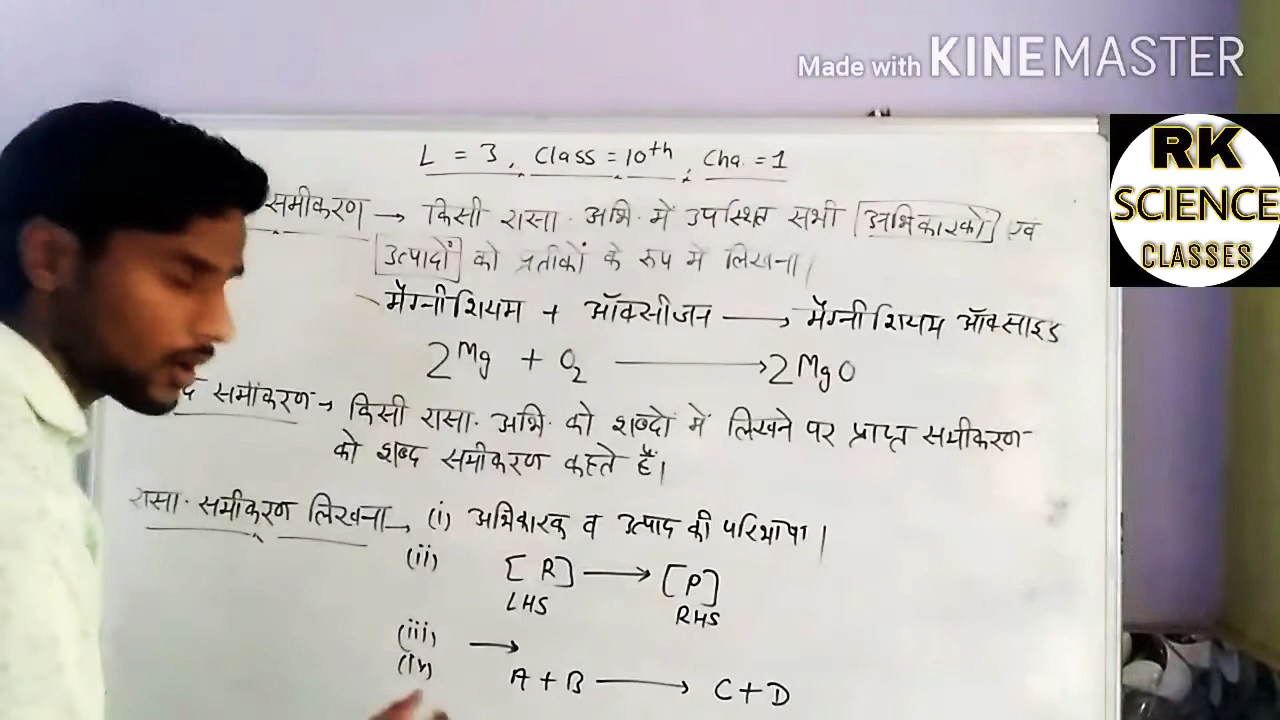 Made with KINEMASTER
RK
SCIENCE
CLASSES
L = 3, Class = 10th, Cha. = 1
समीकरण → किसी रासा. अभि. में उपस्थित सभी [अभिकारकों] एवं
[उत्पादों] को प्रतीकों के रूप में लिखना।
मैग्नीशियम + ऑक्सीजन ⟶ मैग्नीशियम ऑक्साइड
2Mg + O₂ ⟶ 2MgO
समीकरण → किसी रासा. अभि. को शब्दों में लिखने पर प्राप्त समीकरण
को शब्द समीकरण कहते हैं।
रासा. समीकरण लिखना → (i) अभिकारक व उत्पाद की परिभाषा।
(ii) [R] ⟶ [P]
LHS RHS
(iii) ⟶
(iv) A + B ⟶ C + D